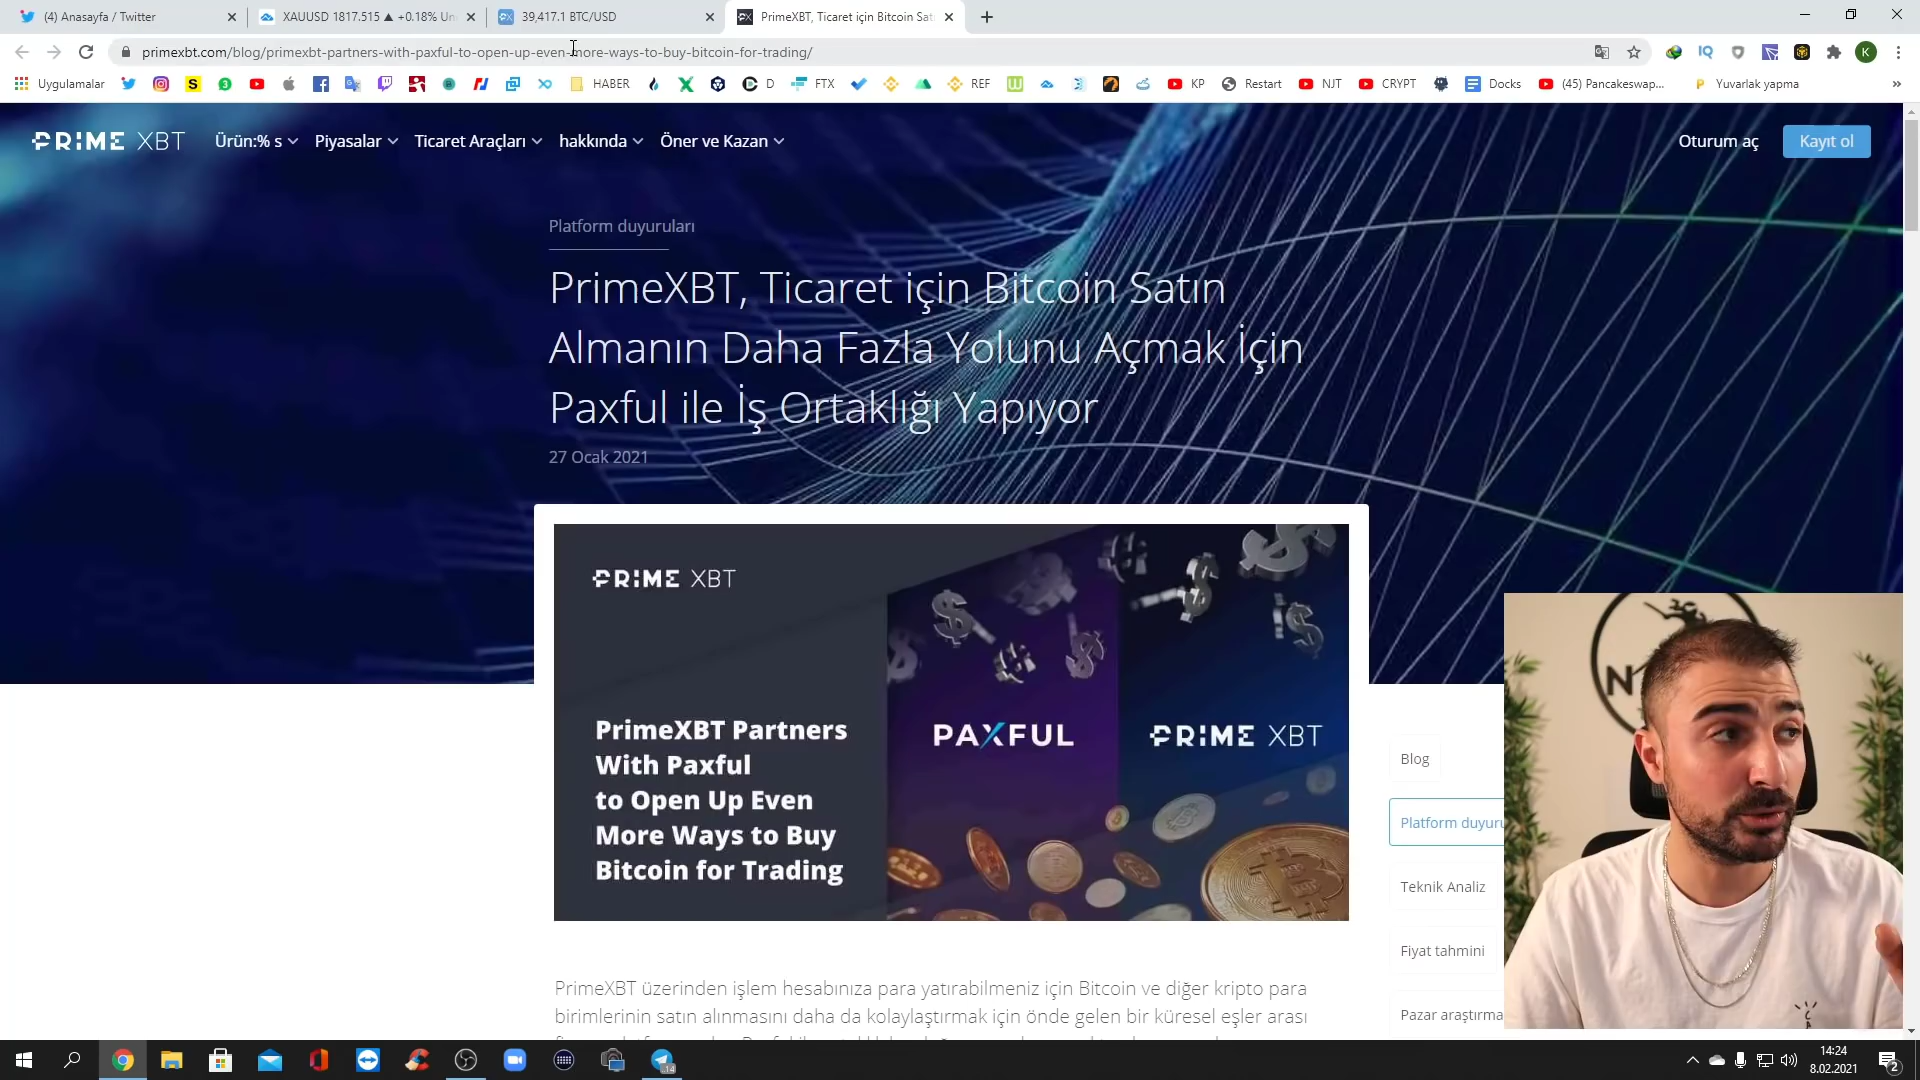 (4) Anasayfa / Twitter
XAUUSD 1817.515 ▲ +0.18% Un
39,417.1 BTC/USD
PrimeXBT, Ticaret için Bitcoin Sat
primexbt.com/blog/primexbt-partners-with-paxful-to-open-up-even-more-ways-to-buy-bitcoin-for-trading/
Uygulamalar
HABER
D
FTX
REF
KP
Restart
NJT
CRYPT
Docks
(45) Pancakeswap...
Yuvarlak yapma
PRIME XBT
Ürün:% s
Piyasalar
Ticaret Araçları
hakkında
Öner ve Kazan
Oturum aç
Kayıt ol
Platform duyuruları
PrimeXBT, Ticaret için Bitcoin Satın
Almanın Daha Fazla Yolunu Açmak İçin
Paxful ile İş Ortaklığı Yapıyor
27 Ocak 2021
PRIME XBT
PrimeXBT Partners
With Paxful
to Open Up Even
More Ways to Buy
Bitcoin for Trading
PAXFUL
PRIME XBT
Blog
Platform duyuru
Teknik Analiz
Fiyat tahmini
Pazar araştırma
PrimeXBT üzerinden işlem hesabınıza para yatırabilmeniz için Bitcoin ve diğer kripto para
birimlerinin satın alınmasını daha da kolaylaştırmak için önde gelen bir küresel eşler arası
14:24
8.02.2021